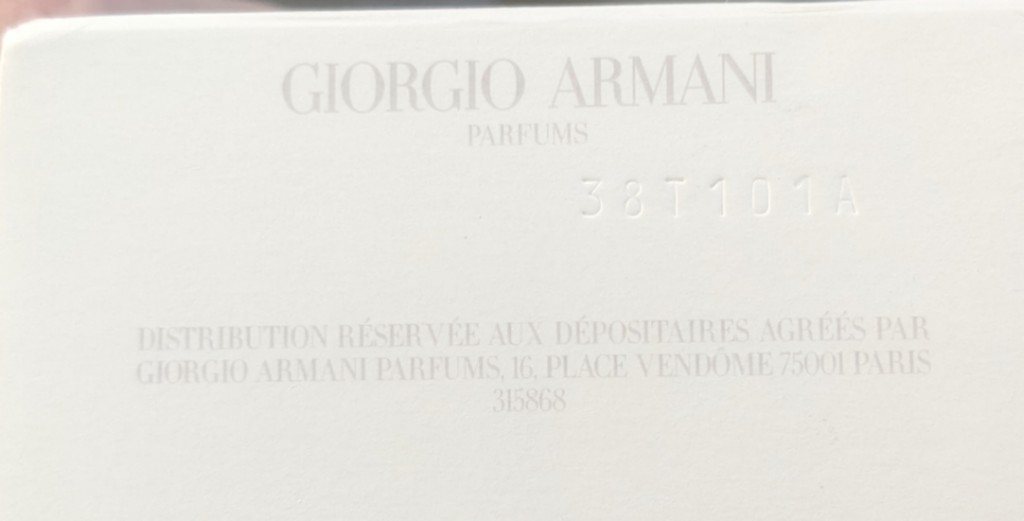 GIORGIO ARMANI
PARFUMS
38T101A
DISTRIBUTION RÉSERVÉE AUX DÉPOSITAIRES AGRÉÉS PAR
GIORGIO ARMANI PARFUMS, 16, PLACE VENDÔME 75001 PARIS
315868